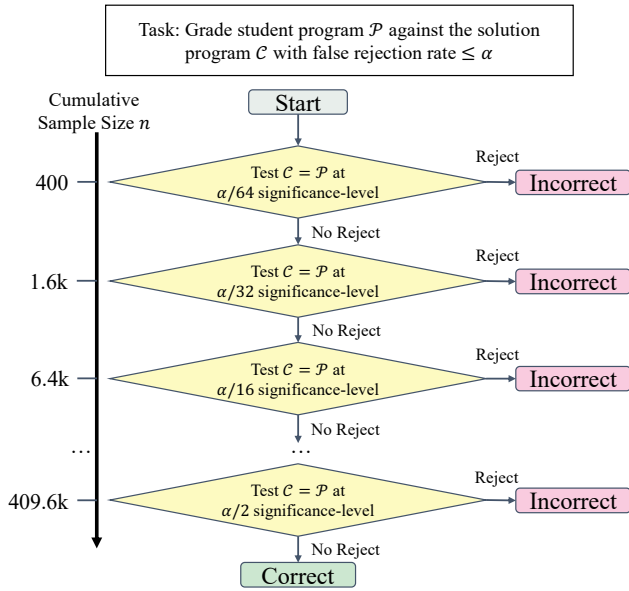 Task: Grade student program 𝒫 against the solution
program 𝒞 with false rejection rate ≤ α
Cumulative
Sample Size n
Start
400
Test 𝒞 = 𝒫 at
α/64 significance-level
Reject
Incorrect
No Reject
1.6k
Test 𝒞 = 𝒫 at
α/32 significance-level
Reject
Incorrect
No Reject
6.4k
Test 𝒞 = 𝒫 at
α/16 significance-level
Reject
Incorrect
No Reject
...
...
409.6k
Test 𝒞 = 𝒫 at
α/2 significance-level
Reject
Incorrect
No Reject
Correct